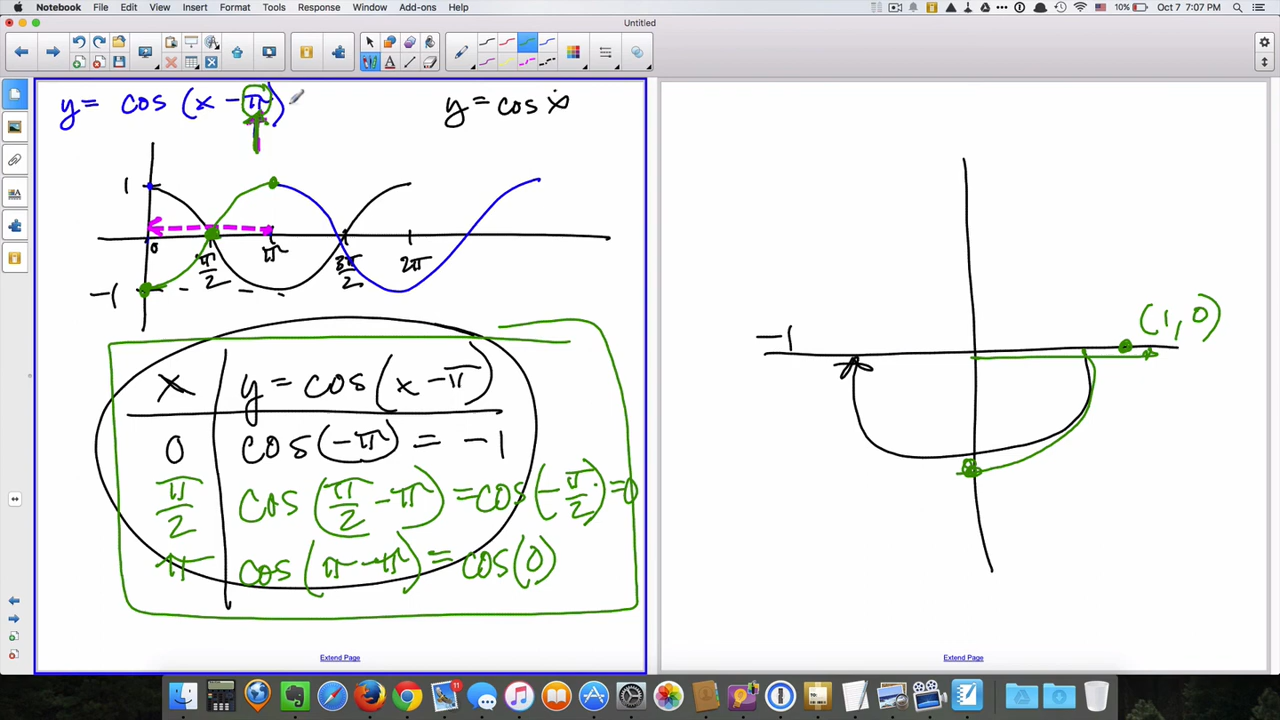 Notebook File Edit View Insert Format Tools Response Window Add-ons Help
10% Oct 7 7:07 PM
Untitled
y = cos (x - π)
y = cos x
1
0 π/2 π 3π/2 2π
-1
x y = cos (x - π)
0 cos (-π) = -1
π/2 cos (π/2 - π) = cos (-π/2) = 0
π cos (π - π) = cos (0)
Extend Page
(1, 0)
-1
Extend Page
11